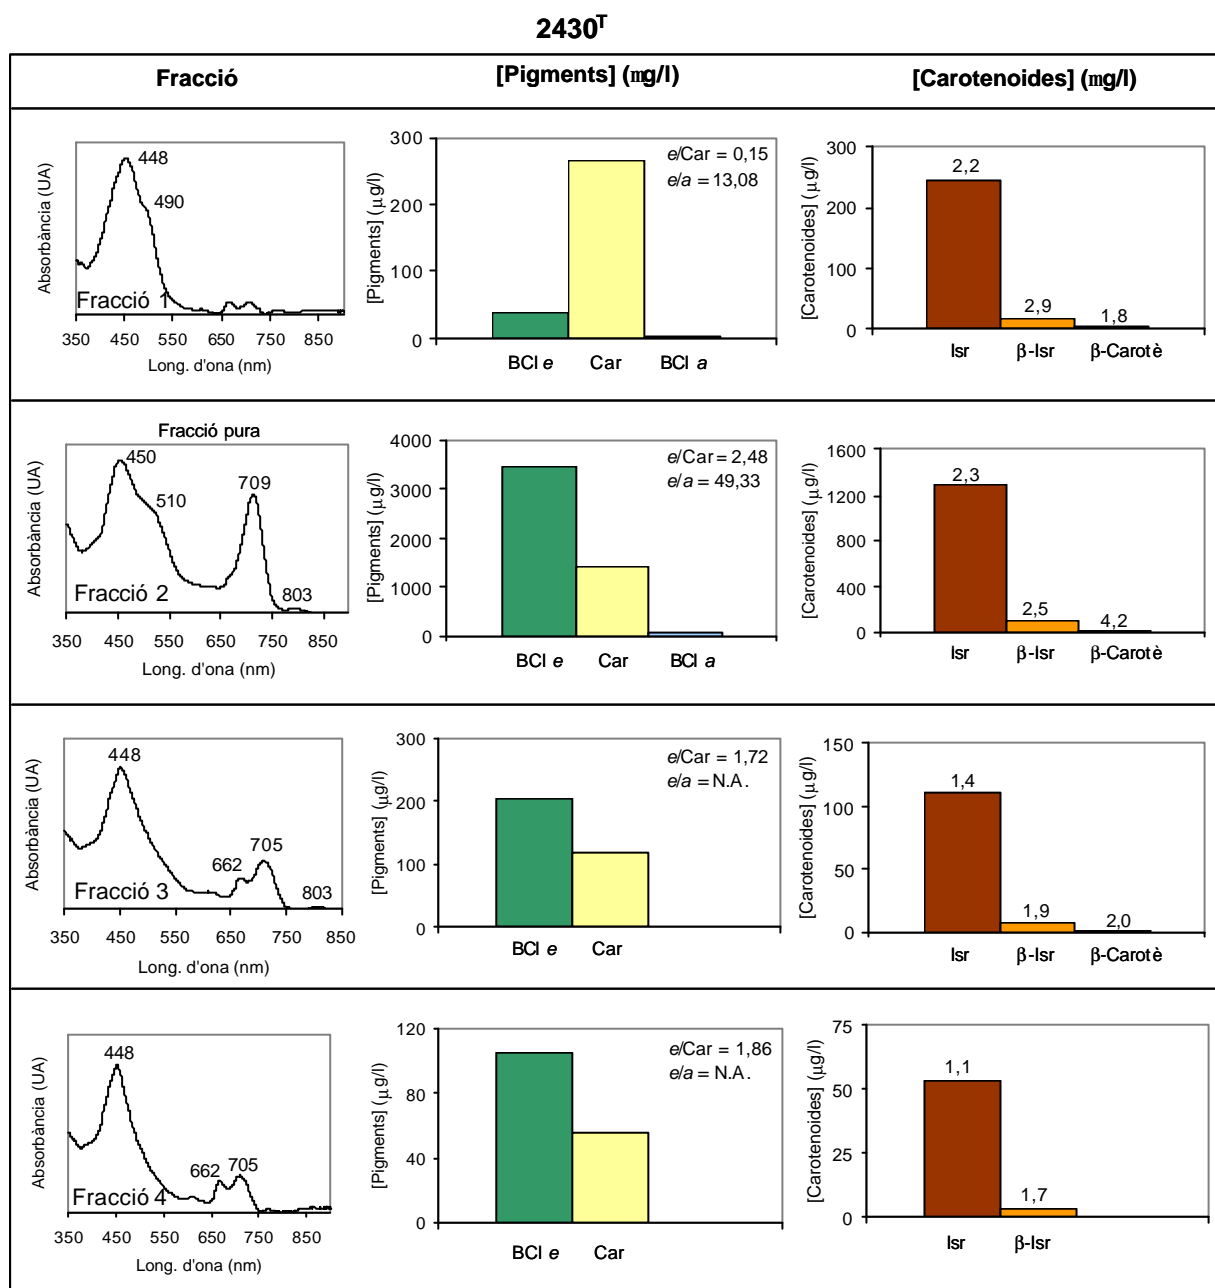 2430ᵀ
Fracció
[Pigments] (mg/l)
[Carotenoides] (mg/l)
Absorbància (UA)
448
490
Fracció 1
350 450 550 650 750 850
Long. d'ona (nm)
[Pigments] (µg/l)
300
200
100
0
e/Car = 0,15
e/a = 13,08
BCl e Car BCl a
[Carotenoides] (µg/l)
300
200
100
0
2,2
2,9
1,8
Isr β-Isr β-Carotè
Fracció pura
Absorbància (UA)
450
510
709
803
Fracció 2
350 450 550 650 750 850
Long. d'ona (nm)
[Pigments] (µg/l)
4000
3000
2000
1000
0
e/Car = 2,48
e/a = 49,33
BCl e Car BCl a
[Carotenoides] (µg/l)
1600
1200
800
400
0
2,3
2,5
4,2
Isr β-Isr β-Carotè
Absorbància (UA)
448
662
705
803
Fracció 3
350 450 550 650 750 850
Long. d'ona (nm)
[Pigments] (µg/l)
300
200
100
0
e/Car = 1,72
e/a = N.A.
BCl e Car
[Carotenoides] (µg/l)
150
100
50
0
1,4
1,9
2,0
Isr β-Isr β-Carotè
Absorbància (UA)
448
662
705
Fracció 4
350 450 550 650 750 850
Long. d'ona (nm)
[Pigments] (µg/l)
120
80
40
0
e/Car = 1,86
e/a = N.A.
BCl e Car
[Carotenoides] (µg/l)
75
50
25
0
1,1
1,7
Isr β-Isr